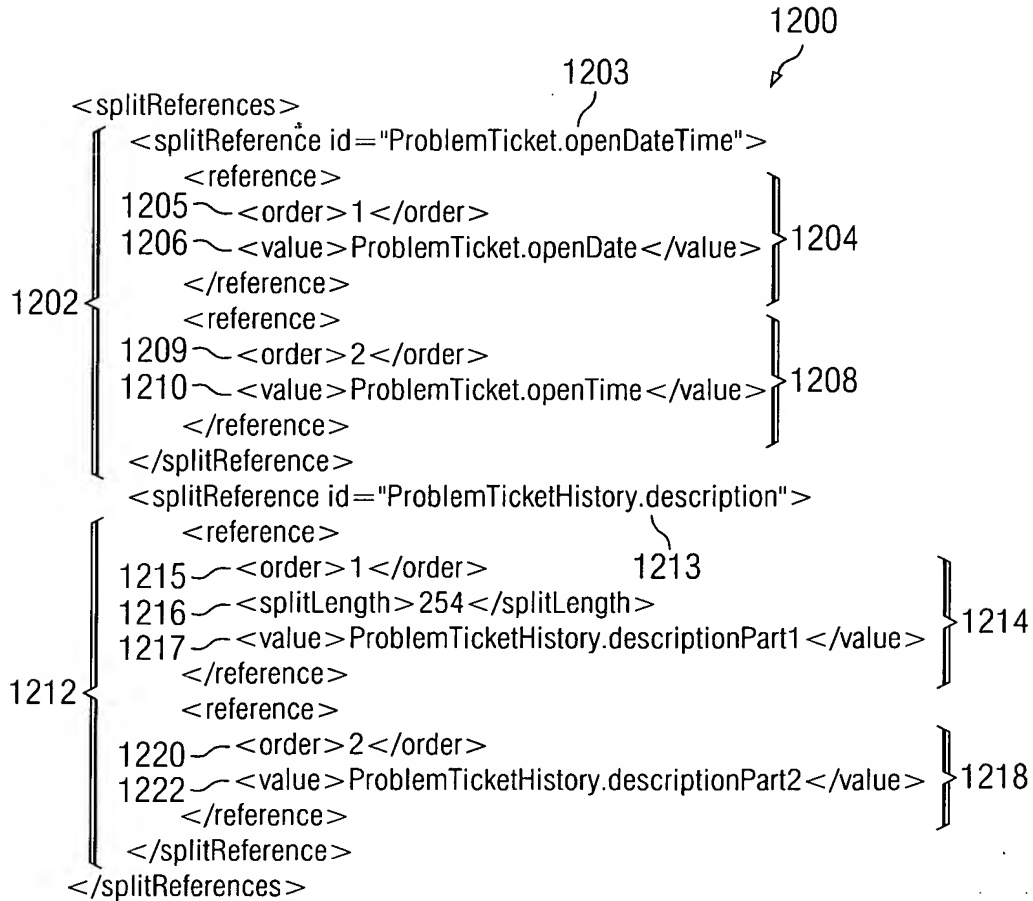 1200
1203
<splitReferences>
<splitReference id="ProblemTicket.openDateTime">
<reference>
1205 <order>1</order>
1206 <value>ProblemTicket.openDate</value> 1204
</reference>
1202
<reference>
1209 <order>2</order>
1210 <value>ProblemTicket.openTime</value> 1208
</reference>
</splitReference>
<splitReference id="ProblemTicketHistory.description">
<reference>
1215 <order>1</order> 1213
1216 <splitLength>254</splitLength> 1214
1217 <value>ProblemTicketHistory.descriptionPart1</value>
</reference>
1212
<reference>
1220 <order>2</order>
1222 <value>ProblemTicketHistory.descriptionPart2</value> 1218
</reference>
</splitReference>
</splitReferences>